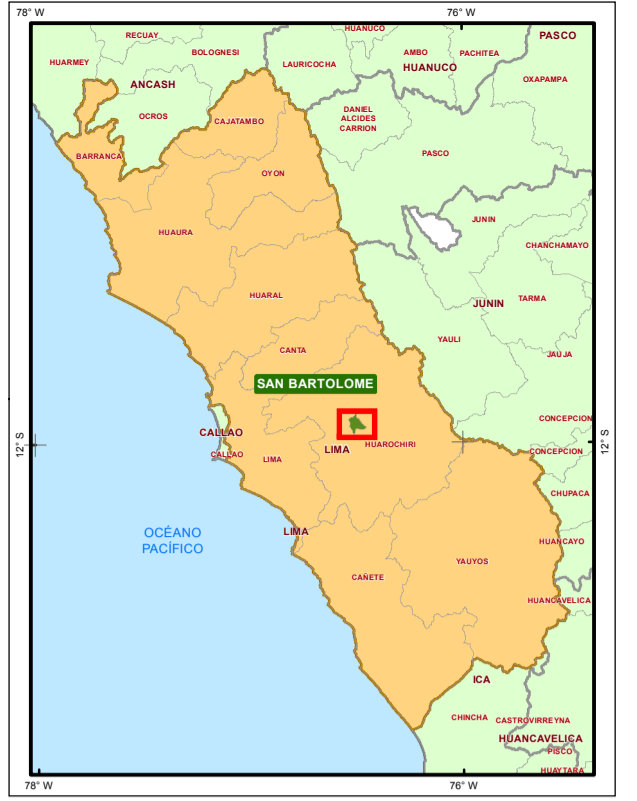 78° W
76° W
HUANUCO
RECUAY
PASCO
BOLOGNESI
AMBO
PACHITEA
HUARMEY
LAURICOCHA
HUANUCO
OXAPAMPA
ANCASH
DANIEL
ALCIDES
CARRION
OCROS
CAJATAMBO
BARRANCA
PASCO
OYON
JUNIN
HUAURA
CHANCHAMAYO
HUARAL
JUNIN
TARMA
YAULI
CANTA
JAUJA
SAN BARTOLOME
CONCEPCION
CALLAO
12° S
12° S
HUAROCHIRI
LIMA
CALLAO
LIMA
CONCEPCION
CHUPACA
LIMA
OCÉANO
PACÍFICO
HUANCAYO
YAUYOS
CAÑETE
HUANCAVELICA
ICA
CHINCHA
CASTROVIRREYNA
HUANCAVELICA
PISCO
HUAYTARA
78° W
76° W